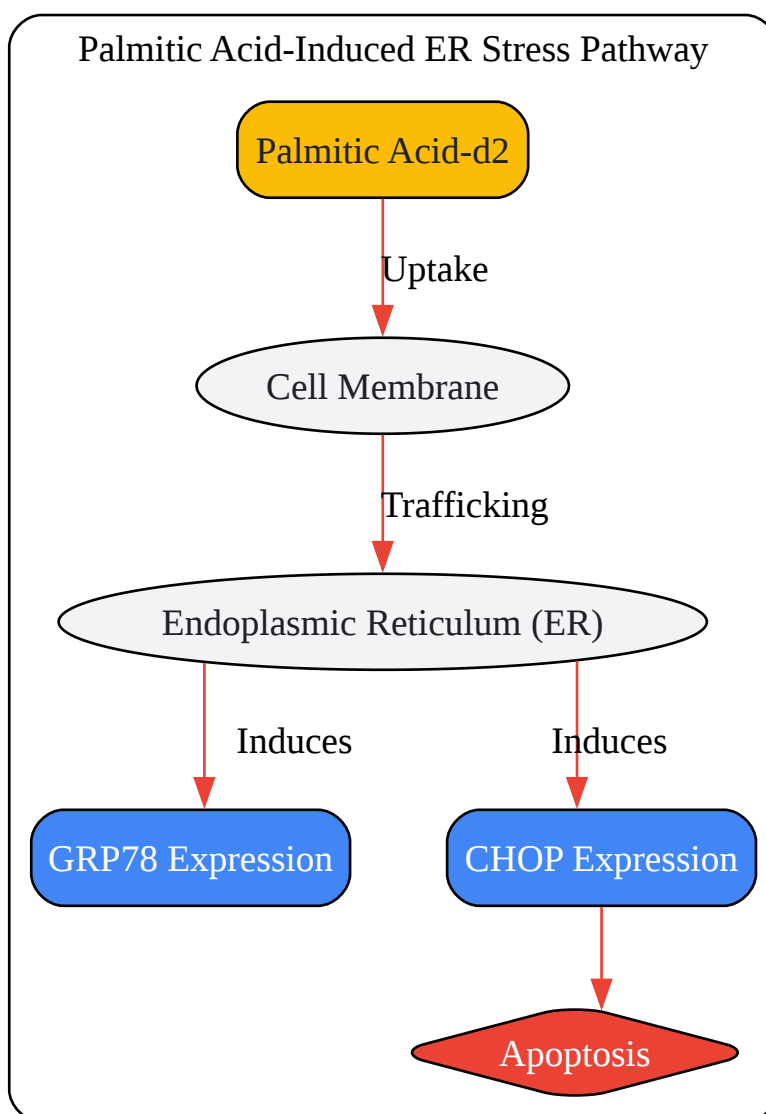 Palmitic Acid-Induced ER Stress Pathway
Palmitic Acid-d2
Uptake
Cell Membrane
Trafficking
Endoplasmic Reticulum (ER)
Induces
Induces
GRP78 Expression
CHOP Expression
Apoptosis